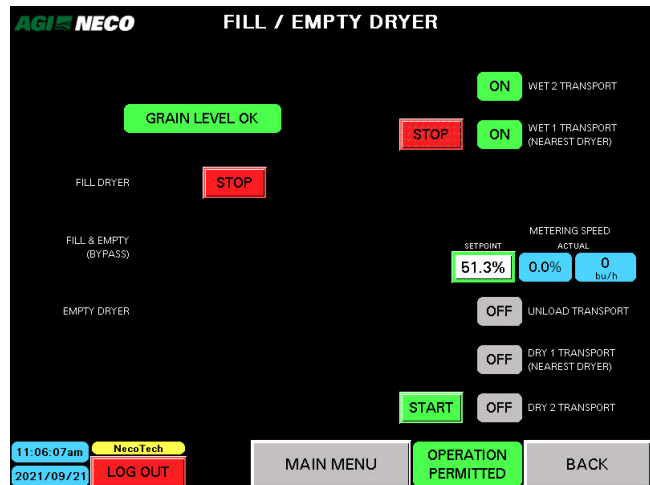 AGI NECO
FILL / EMPTY DRYER
ON WET 2 TRANSPORT
GRAIN LEVEL OK
STOP ON WET 1 TRANSPORT
(NEAREST DRYER)
FILL DRYER STOP
FILL & EMPTY
(BYPASS)
METERING SPEED
SETPOINT ACTUAL
51.3% 0.0% 0
bu/h
EMPTY DRYER OFF UNLOAD TRANSPORT
OFF DRY 1 TRANSPORT
(NEAREST DRYER)
START OFF DRY 2 TRANSPORT
11:06:07am NecoTech
2021/09/21 LOG OUT
MAIN MENU
OPERATION
PERMITTED
BACK